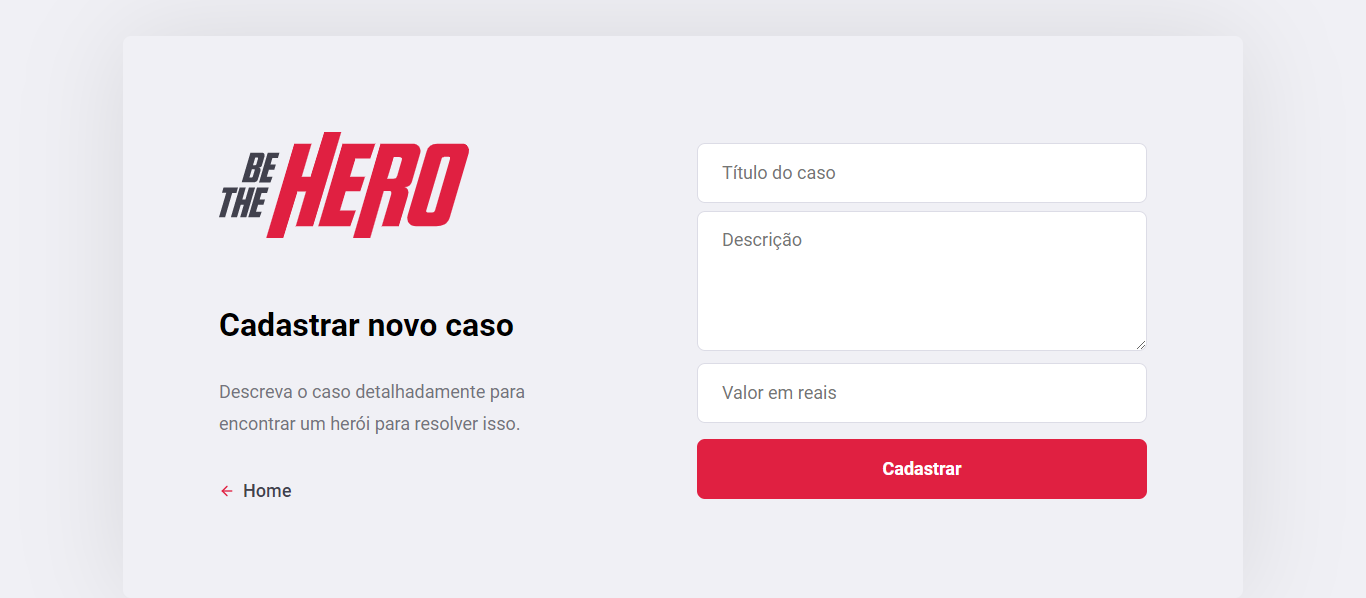 BE
THE
HERO
Cadastrar novo caso
Descreva o caso detalhadamente para
encontrar um herói para resolver isso.
Home
Título do caso
Descrição
Valor em reais
Cadastrar